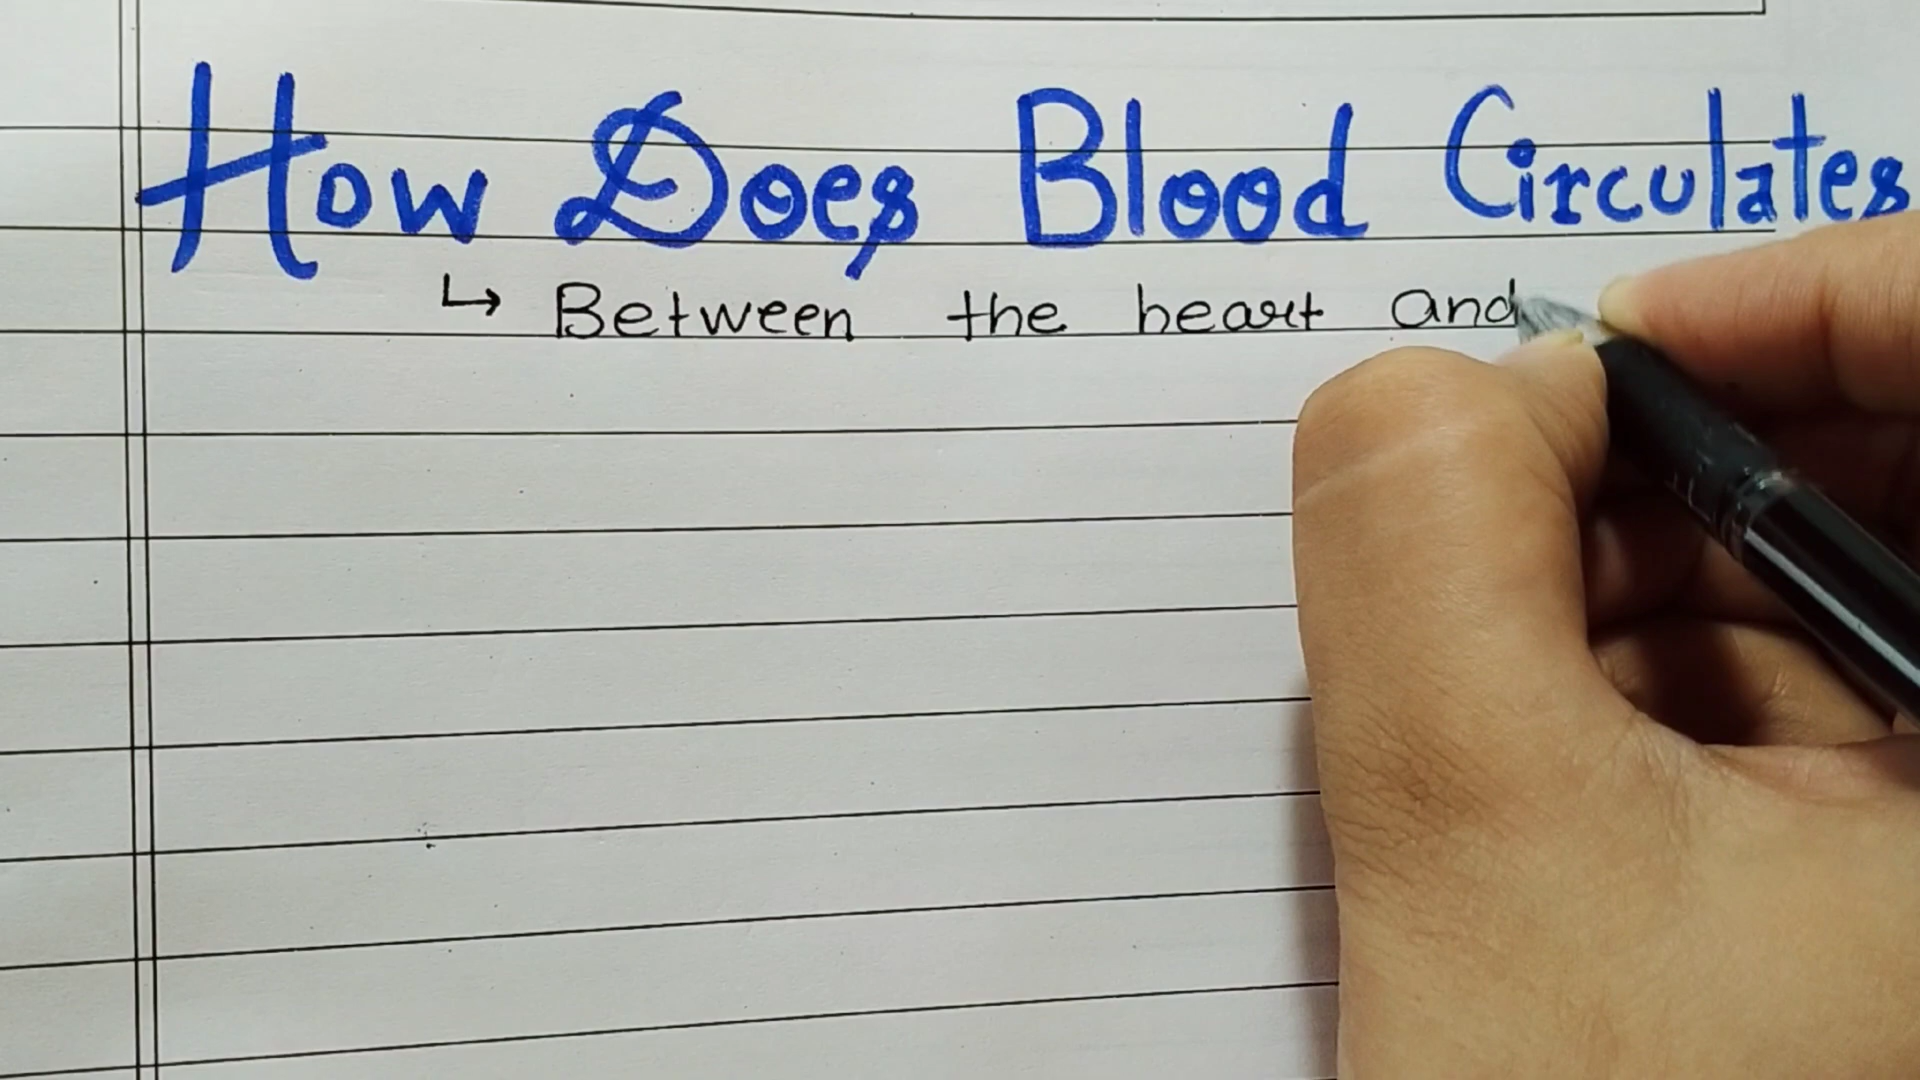 How Does Blood Circulates
↳ Between the heart and